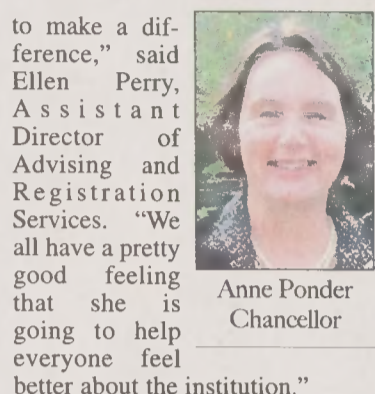 to make a dif-
ference,” said
Ellen Perry,
Assistant
Director of
Advising and
Registration
Services. “We
all have a pretty
good feeling
that she is
going to help
everyone feel
better about the institution.”
Anne Ponder
Chancellor